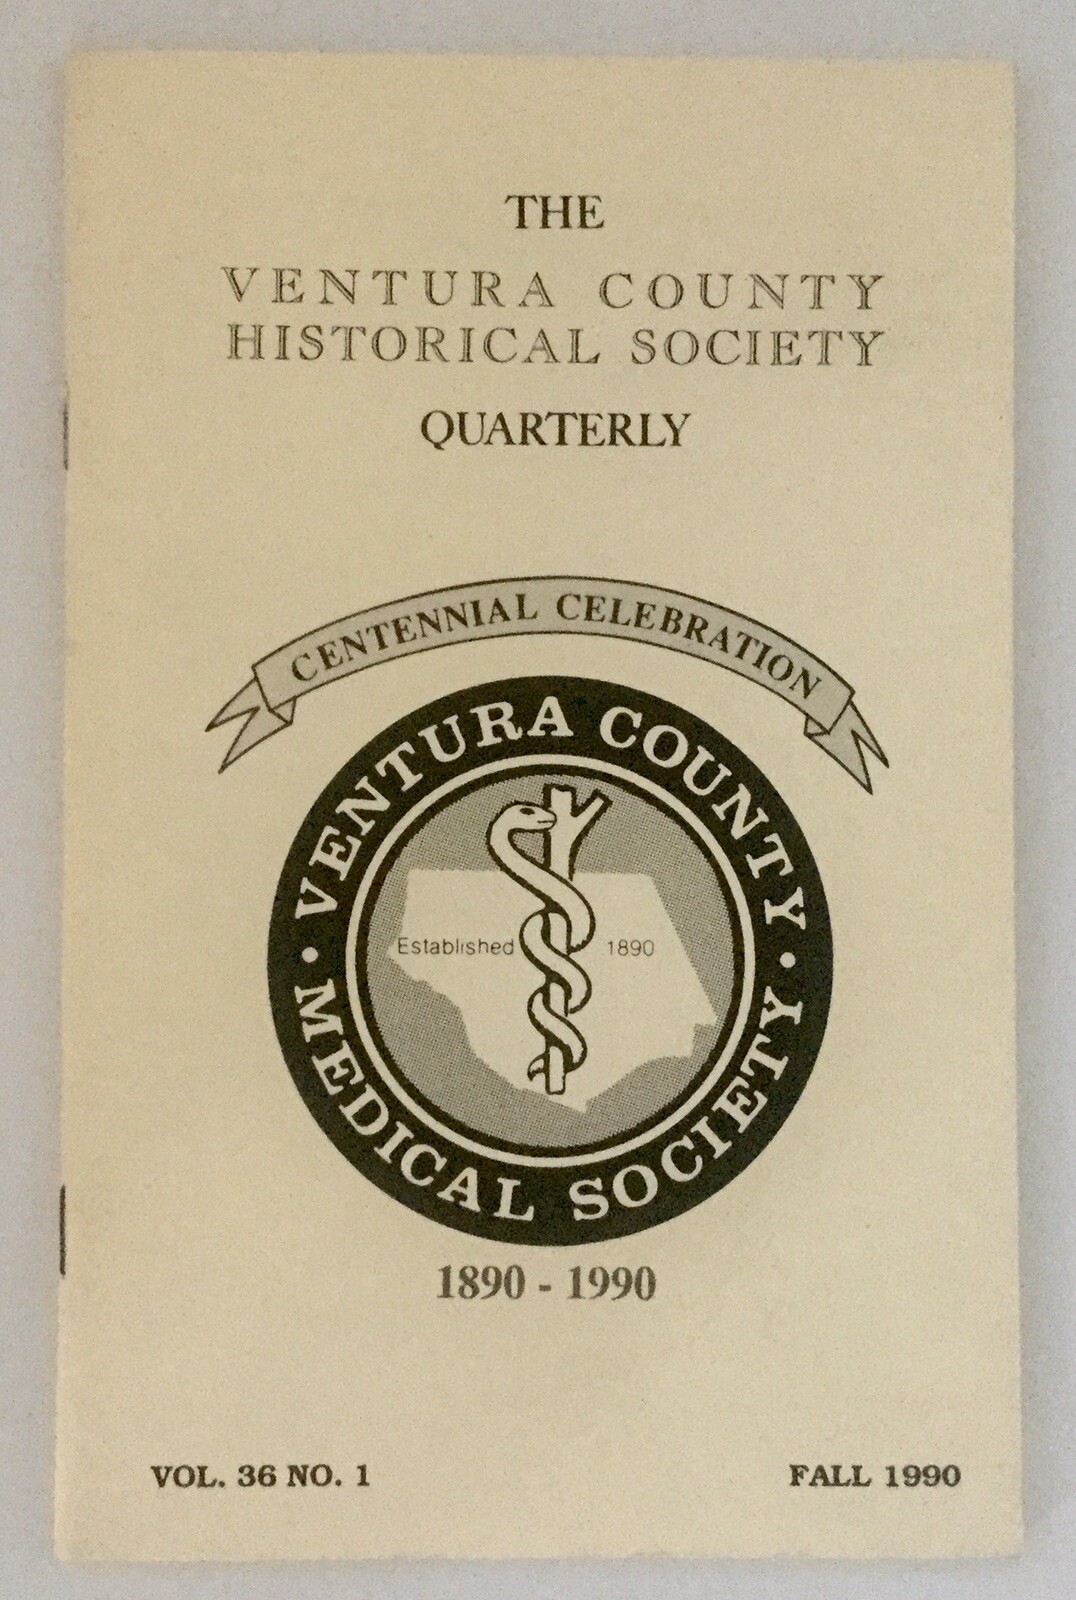 THE
VENTURA COUNTY
HISTORICAL SOCIETY
QUARTERLY
CENTENNIAL CELEBRATION
VENTURA COUNTY
Established 1890
MEDICAL SOCIETY
1890 - 1990
VOL. 36 NO. 1 FALL 1990